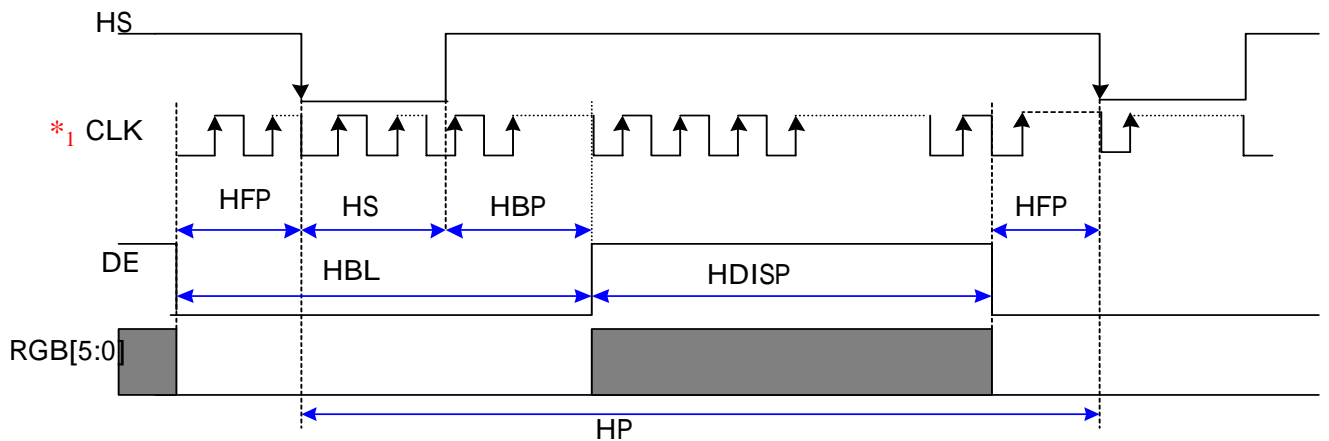 HS
*1 CLK
HFP
HS
HBP
HFP
DE
HBL
HDISP
RGB[5:0]
HP